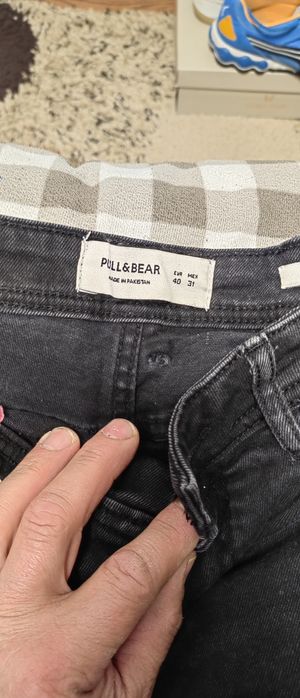 PULL&BEAR
MADE IN PAKISTAN
EUR MEX
40 31